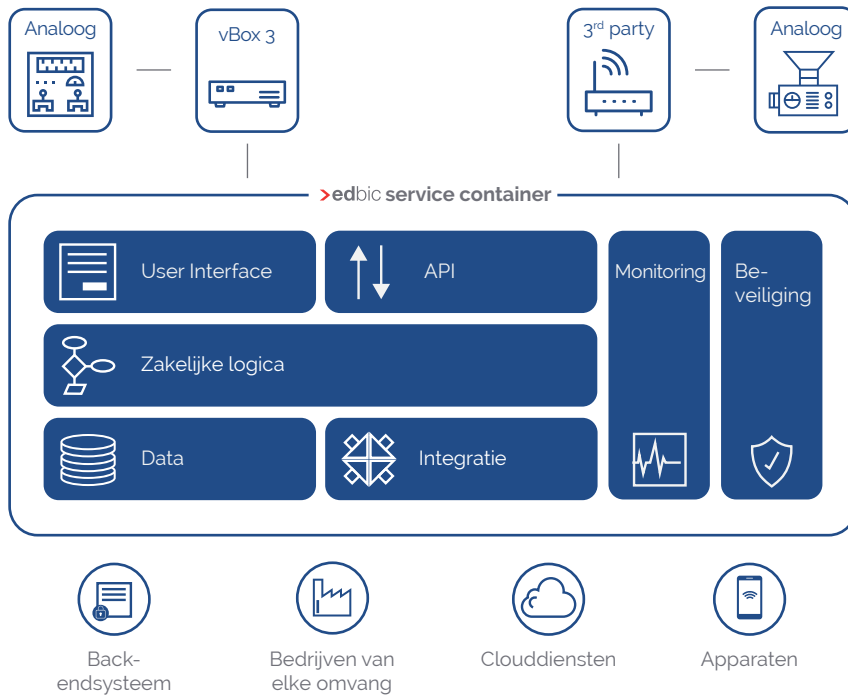 Analoog
vBox 3
3rd party
Analoog
>edbic service container
User Interface
API
Monitoring
Be-
veiliging
Zakelijke logica
Data
Integratie
Back-
endsysteem
Bedrijven van
elke omvang
Clouddiensten
Apparaten